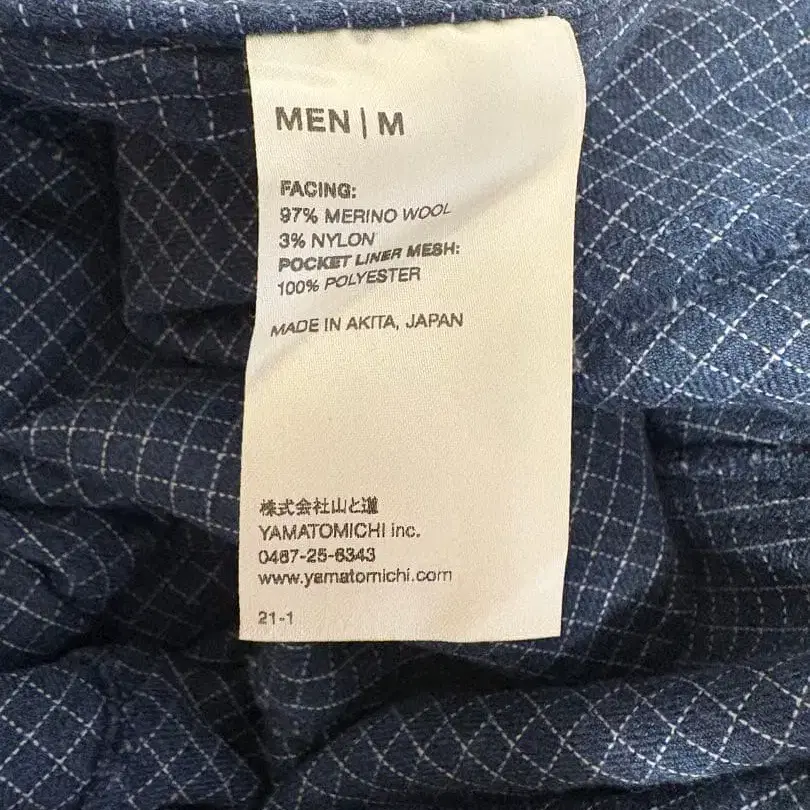 MEN | M
FACING:
97% MERINO WOOL
3% NYLON
POCKET LINER MESH:
100% POLYESTER
MADE IN AKITA, JAPAN
株式会社山と道
YAMATOMICHI inc.
0467-25-6343
www.yamatomichi.com
21-1